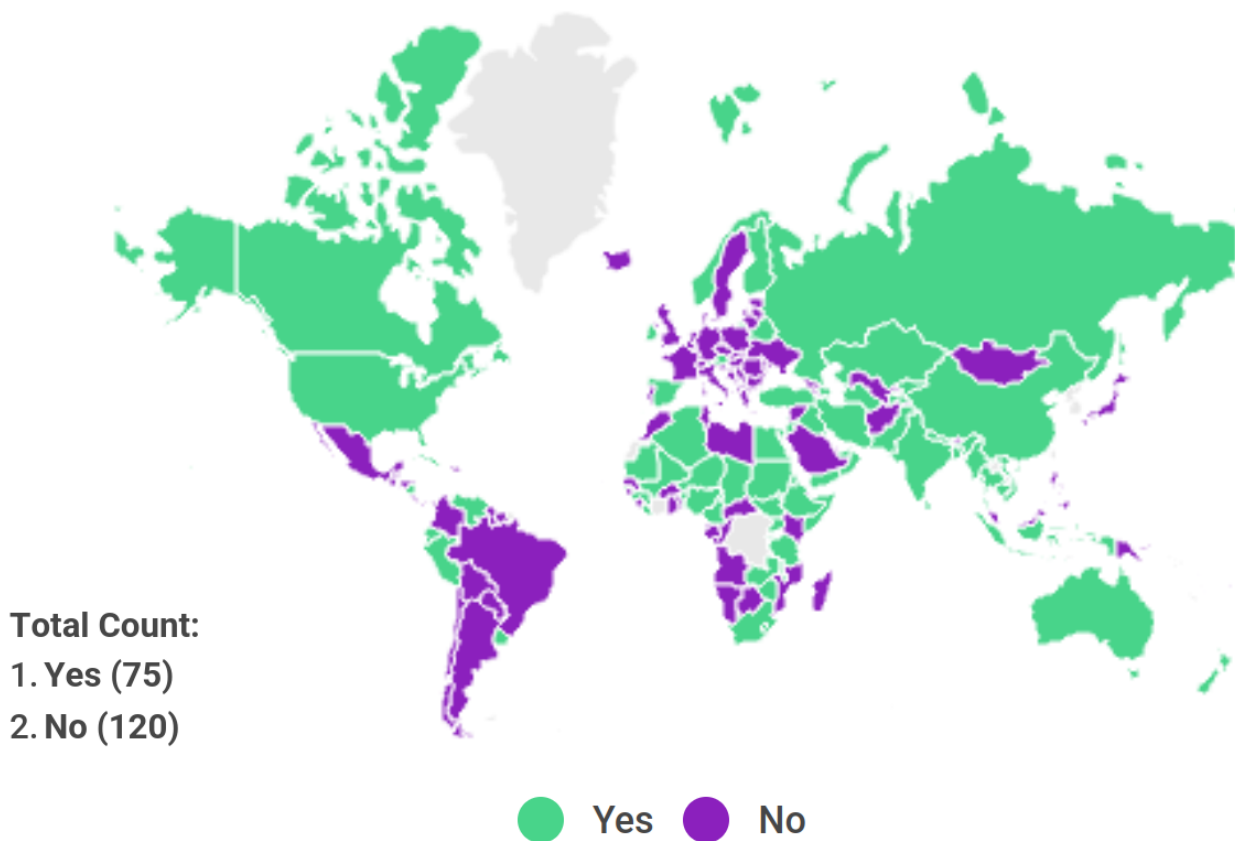 Total Count:
1. Yes (75)
2. No (120)
Yes No